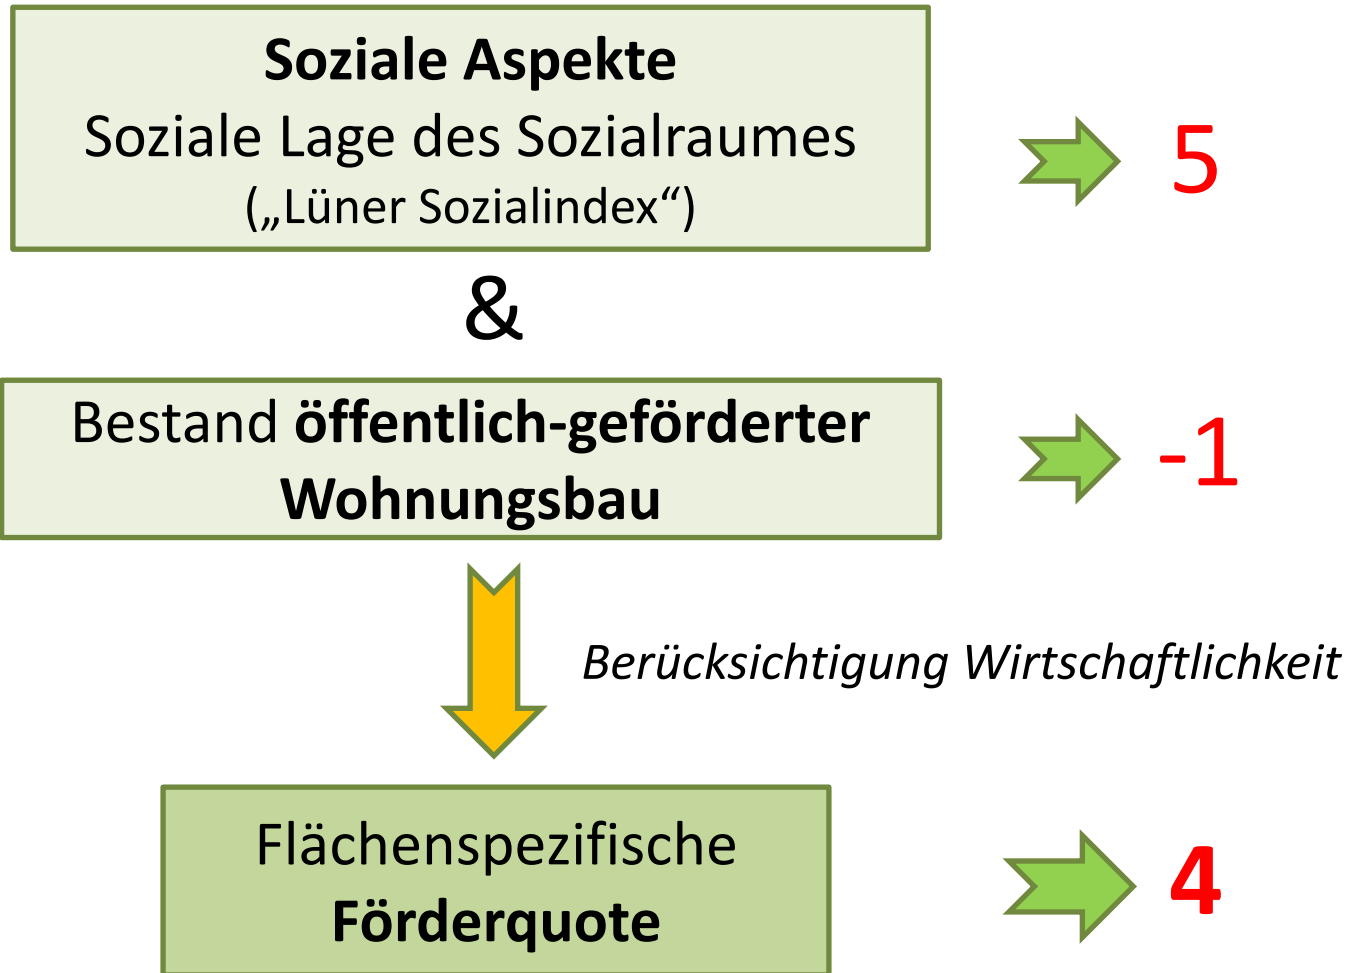 Soziale Aspekte
Soziale Lage des Sozialraumes
(„Lüner Sozialindex“)
5
&
Bestand öffentlich-geförderter
Wohnungsbau
-1
Berücksichtigung Wirtschaftlichkeit
Flächenspezifische
Förderquote
4